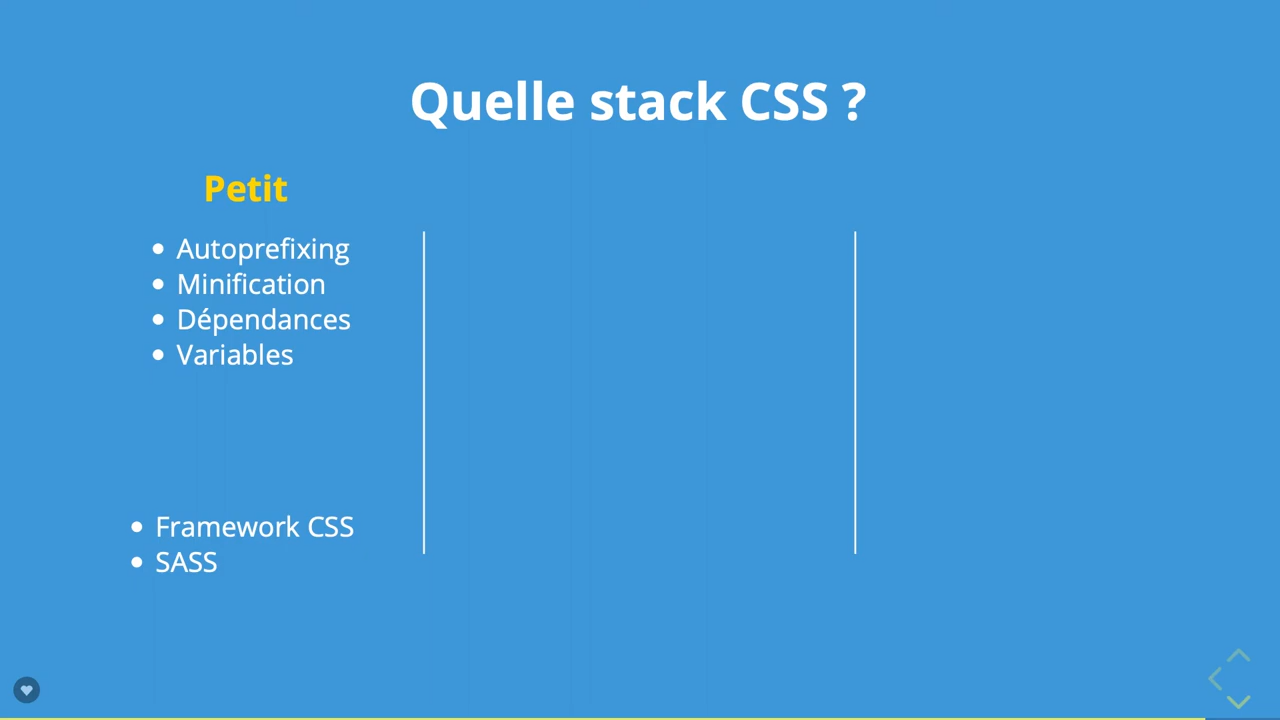 Quelle stack CSS ?
Petit
Autoprefixing
Minification
Dépendances
Variables
Framework CSS
SASS